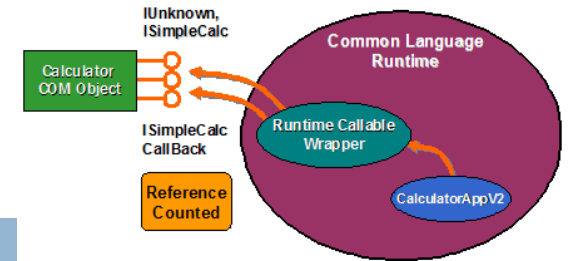 IUnknown,
ISimpleCalc
Common Language
Runtime
Calculator
COM Object
Runtime Callable
Wrapper
ISimpleCalc
CallBack
Reference
Counted
CalculatorAppV2